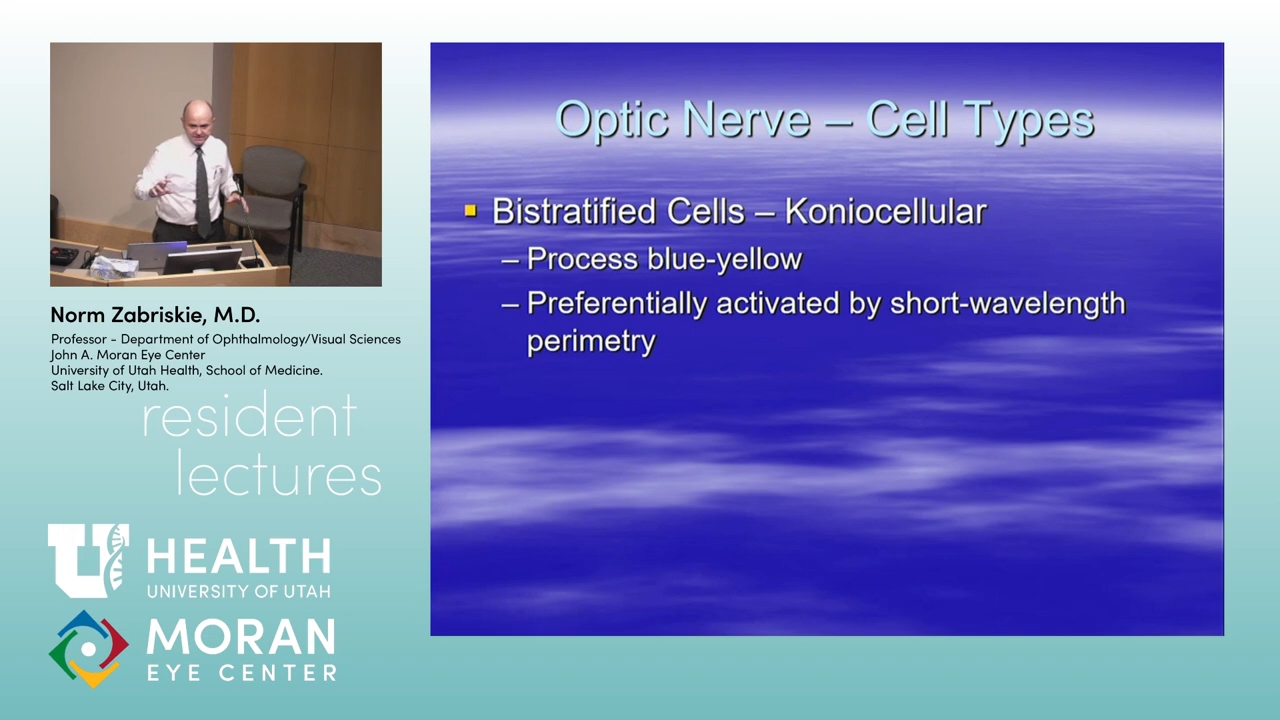 Optic Nerve – Cell Types
Bistratified Cells – Koniocellular
– Process blue-yellow
– Preferentially activated by short-wavelength
perimetry
Norm Zabriskie, M.D.
Professor - Department of Ophthalmology/Visual Sciences
John A. Moran Eye Center
University of Utah Health, School of Medicine.
Salt Lake City, Utah.
resident
lectures
U HEALTH
UNIVERSITY OF UTAH
MORAN
EYE CENTER